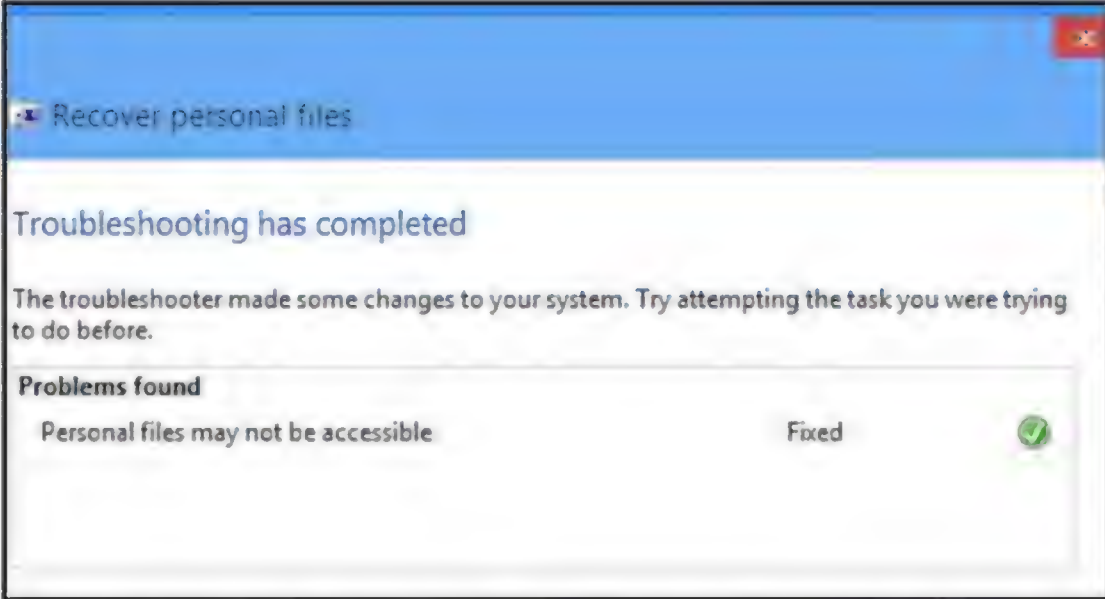 Recover personal files
Troubleshooting has completed
The troubleshooter made some changes to your system. Try attempting the task you were trying
to do before.
Problems found
Personal files may not be accessible Fixed